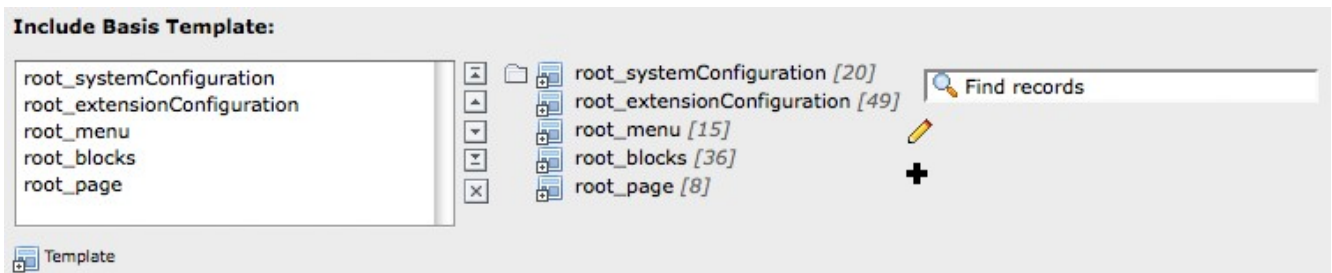 Include Basis Template:
root_systemConfiguration
root_extensionConfiguration
root_menu
root_blocks
root_page
root_systemConfiguration [20]
root_extensionConfiguration [49]
root_menu [15]
root_blocks [36]
root_page [8]
Find records
Template